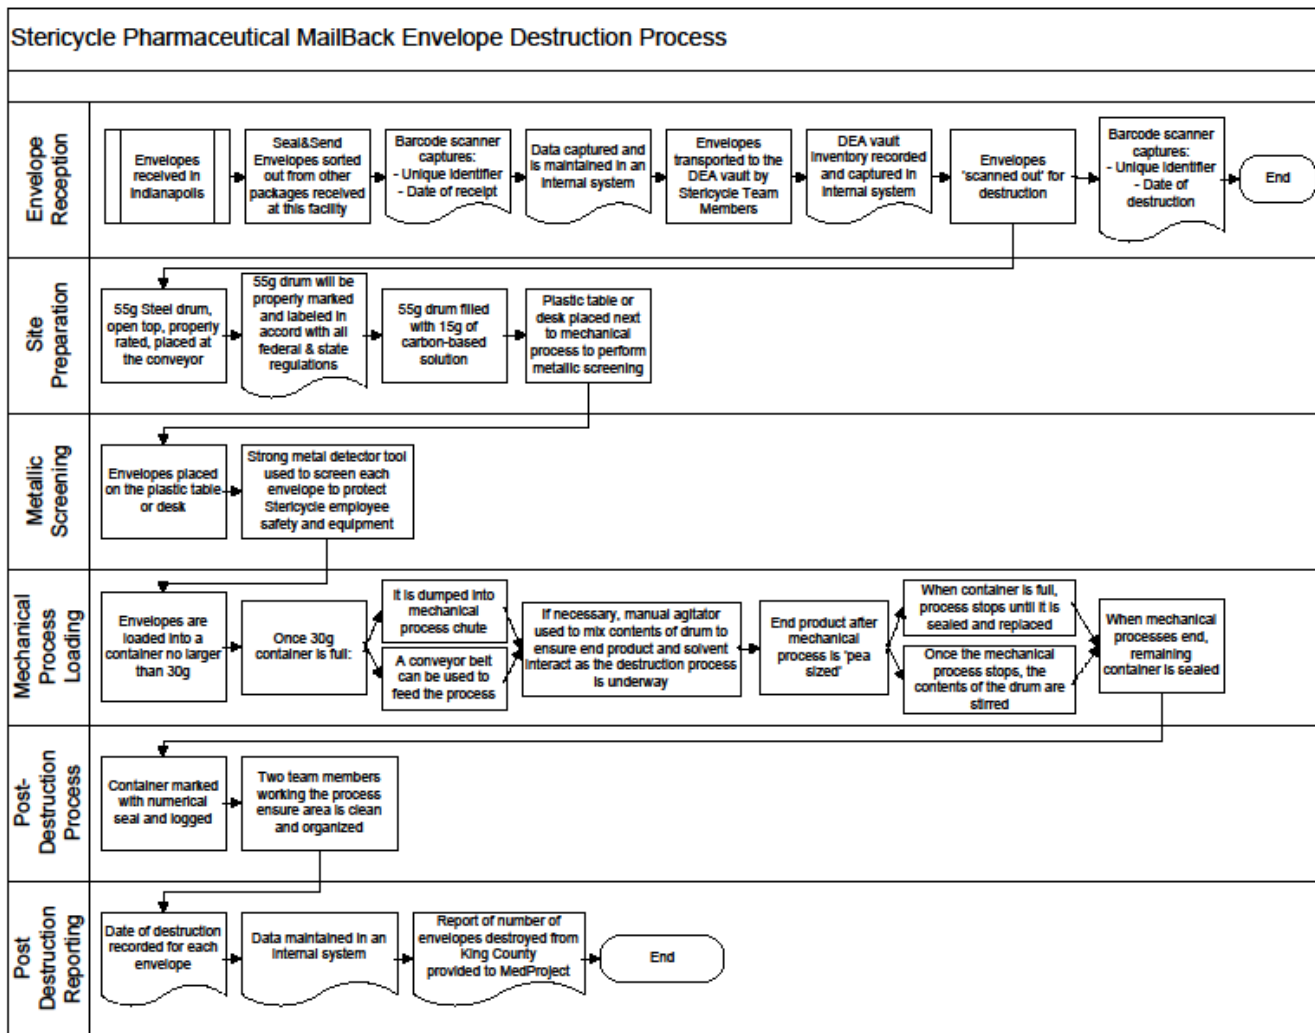 Stericycle Pharmaceutical MailBack Envelope Destruction Process
Envelope
Reception
Envelopes
received in
Indianapolis
Seal&Send
Envelopes sorted
out from other
packages received
at this facility
Barcode scanner
captures:
- Unique Identifier
- Date of receipt
Data captured and
is maintained in an
internal system
Envelopes
transported to the
DEA vault by
Stericycle Team
Members
DEA vault
inventory recorded
and captured in
internal system
Envelopes
'scanned out' for
destruction
Barcode scanner
captures:
- Unique Identifier
- Date of
destruction
End
Site
Preparation
55g Steel drum,
open top, properly
rated, placed at
the conveyor
55g drum will be
properly marked
and labeled in
accord with all
federal & state
regulations
55g drum filled
with 15g of
carbon-based
solution
Plastic table or
desk placed next
to mechanical
process to perform
metallic screening
Metallic
Screening
Envelopes placed
on the plastic table
or desk
Strong metal detector tool
used to screen each
envelope to protect
Stericycle employee
safety and equipment
Mechanical
Process
Loading
Envelopes are
loaded into a
container no larger
than 30g
Once 30g
container is full:
It is dumped into
mechanical
process chute
A conveyor belt
can be used to
feed the process
If necessary, manual agitator
used to mix contents of drum to
ensure end product and solvent
interact as the destruction process
is underway
End product after
mechanical
process is 'pea
sized'
When container is full,
process stops until it is
sealed and replaced
Once the mechanical
process stops, the
contents of the drum are
stirred
When mechanical
processes end,
remaining
container is sealed
Post-
Destruction
Process
Container marked
with numerical
seal and logged
Two team members
working the process
ensure area is clean
and organized
Post
Destruction
Reporting
Date of destruction
recorded for each
envelope
Data maintained in an
internal system
Report of number of
envelopes destroyed from
King County
provided to MedProject
End